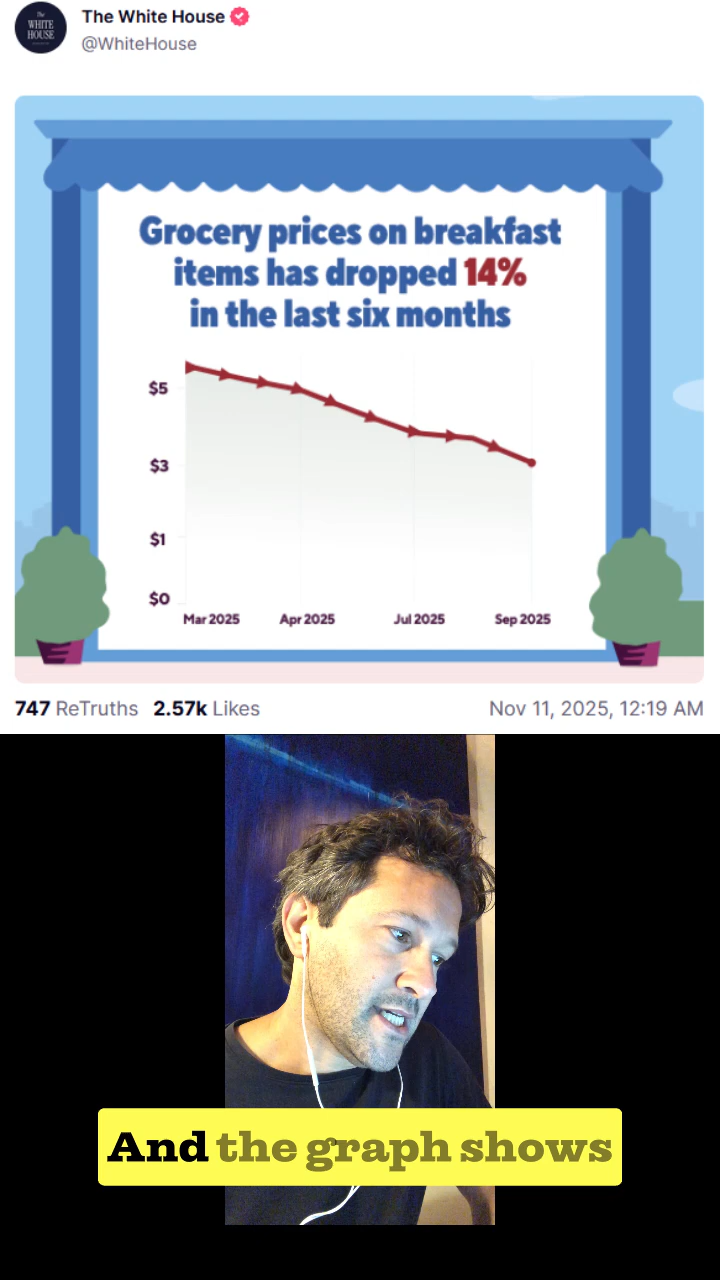 The White House
@WhiteHouse
The
WHITE
HOUSE
Grocery prices on breakfast
items has dropped 14%
in the last six months
$5
$3
$1
$0
Mar 2025
Apr 2025
Jul 2025
Sep 2025
747 ReTruths 2.57k Likes
Nov 11, 2025, 12:19 AM
And the graph shows